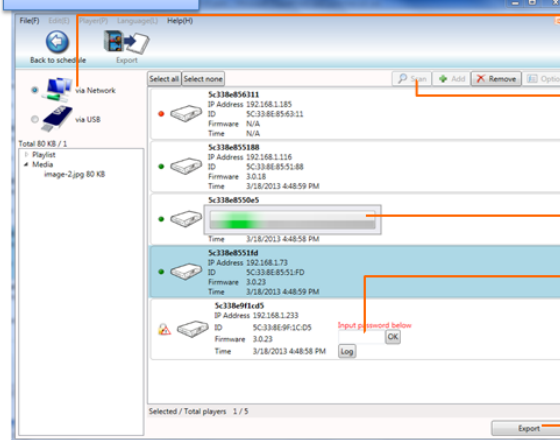 File(F) Edit(E) Player(P) Language(L) Help(H)
Back to schedule Export
via Network
via USB
Total 80 KB / 1
Playlist
Media
image-2.jpg 80 KB
Select all Select none Scan Add Remove Optio
5c338e856311
IP Address 192.168.1.185
ID 5C:33:8E:85:63:11
Firmware N/A
Time N/A
5c338e855188
IP Address 192.168.1.116
ID 5C:33:8E:85:51:88
Firmware 3.0.18
Time 3/18/2013 4:48:59 PM
5c338e8550e5
Time 3/18/2013 4:48:58 PM
5c338e8551fd
IP Address 192.168.1.73
ID 5C:33:8E:85:51:FD
Firmware 3.0.23
Time 3/18/2013 4:48:59 PM
5c338e9f1cd5
IP Address 192.168.1.233
ID 5C:33:8E:9F:1C:D5
Input password below
Firmware 3.0.23
OK
Time 3/18/2013 4:48:58 PM
Log
Selected / Total players 1 / 5
Export